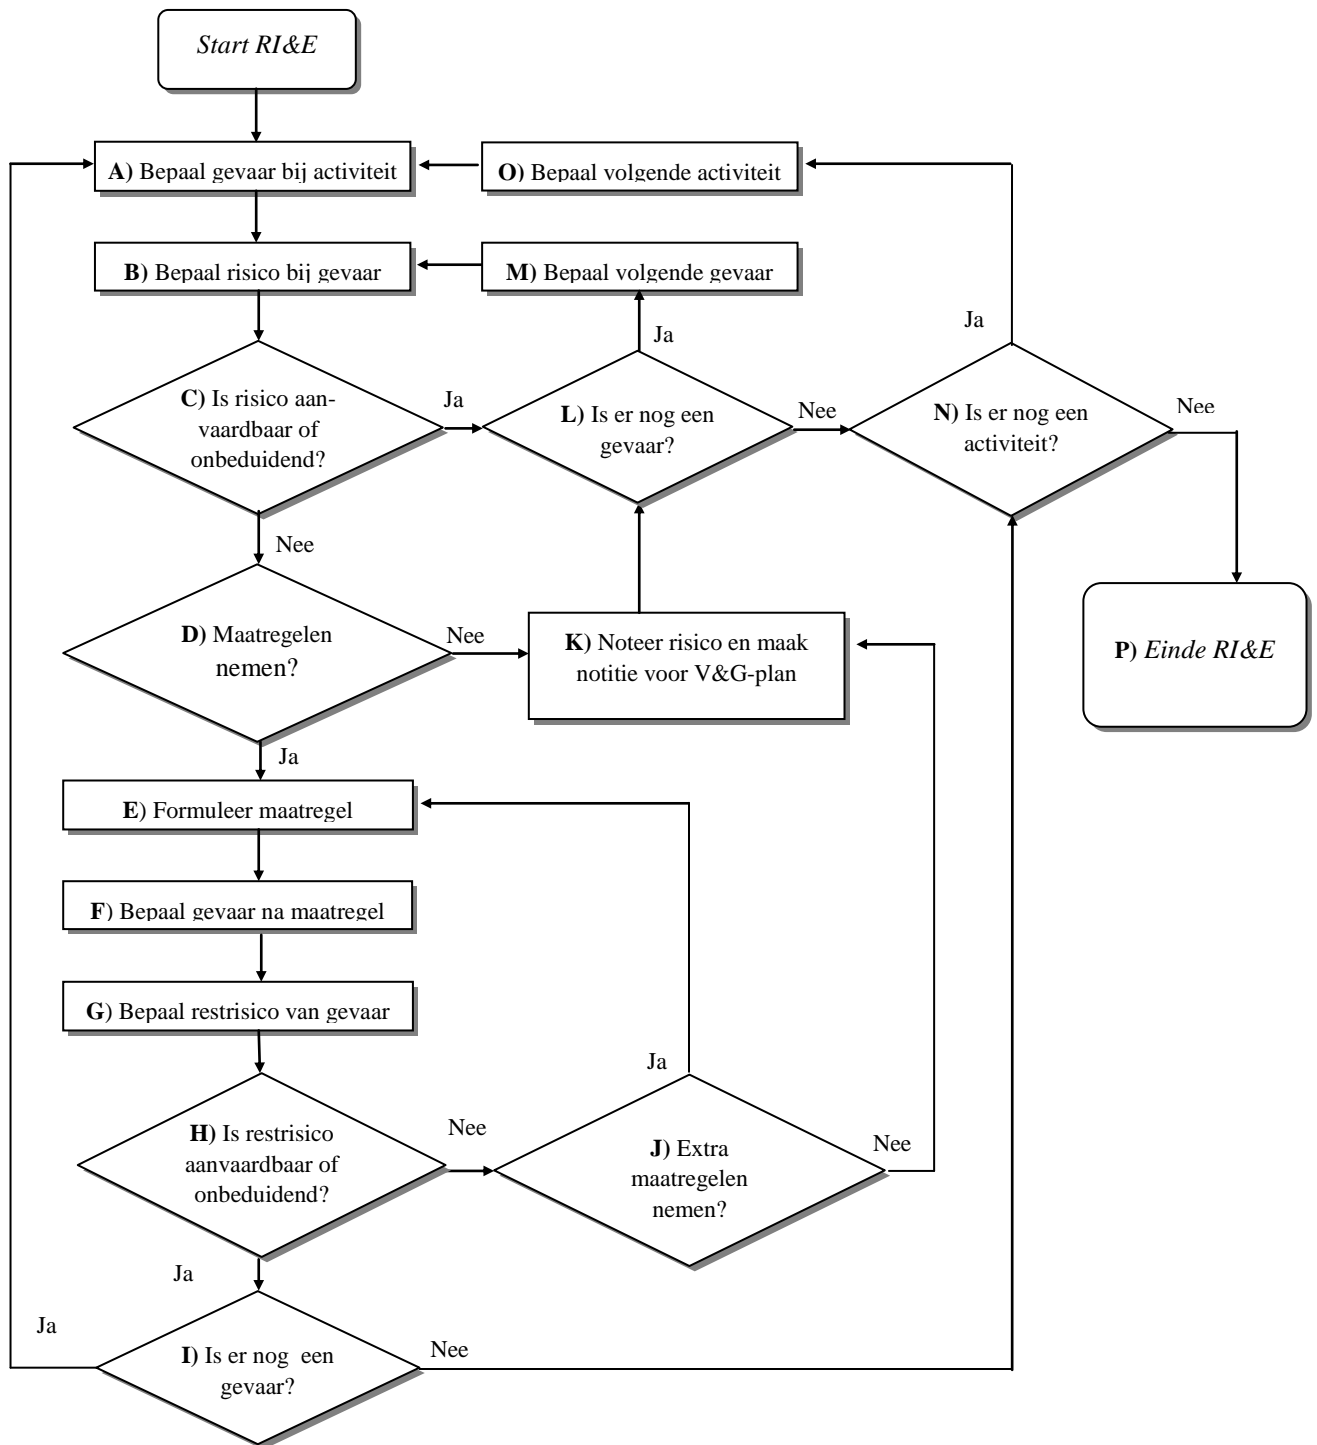 Start RI&E
A) Bepaal gevaar bij activiteit
O) Bepaal volgende activiteit
B) Bepaal risico bij gevaar
M) Bepaal volgende gevaar
Ja
Ja
C) Is risico aan-
vaardbaar of
onbeduidend?
Ja
L) Is er nog een
gevaar?
Nee
N) Is er nog een
activiteit?
Nee
Nee
D) Maatregelen
nemen?
Nee
K) Noteer risico en maak
notitie voor V&G-plan
P) Einde RI&E
Ja
E) Formuleer maatregel
F) Bepaal gevaar na maatregel
G) Bepaal restrisico van gevaar
Ja
H) Is restrisico
aanvaardbaar of
onbeduidend?
Nee
J) Extra
maatregelen
nemen?
Nee
Ja
Ja
I) Is er nog een
gevaar?
Nee